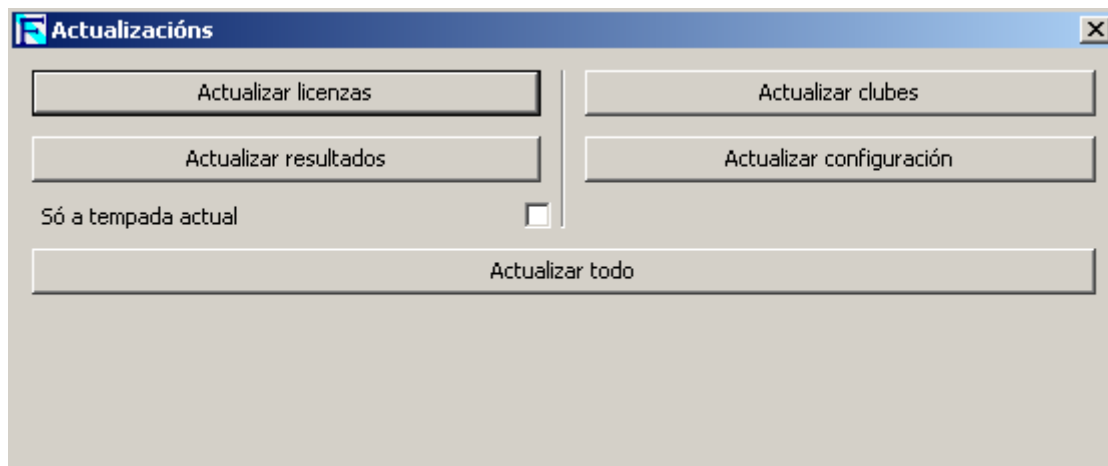 Actualizacións
Actualizar licenzas
Actualizar clubes
Actualizar resultados
Actualizar configuración
Só a tempada actual
Actualizar todo